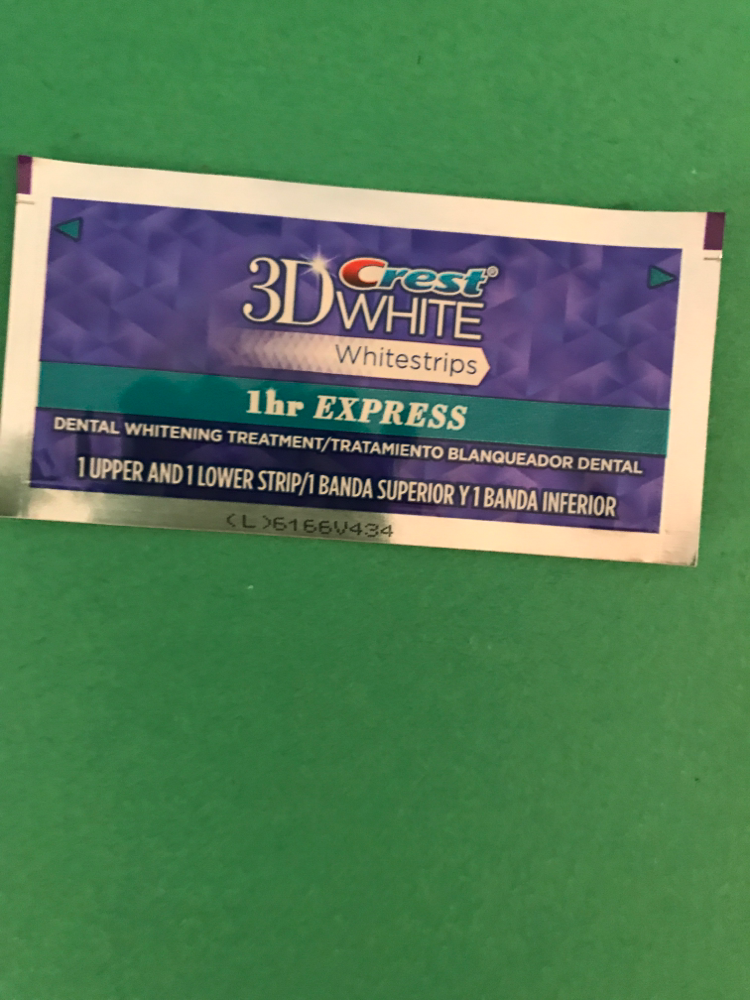 3D Crest®
WHITE
Whitestrips
1hr EXPRESS
DENTAL WHITENING TREATMENT/TRATAMIENTO BLANQUEADOR DENTAL
1 UPPER AND 1 LOWER STRIP/1 BANDA SUPERIOR Y 1 BANDA INFERIOR
(L)6166V434